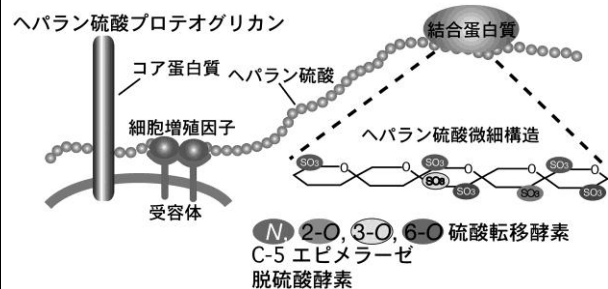 ヘパラン硫酸プロテオグリカン
結合蛋白質
コア蛋白質
ヘパラン硫酸
細胞増殖因子
ヘパラン硫酸微細構造
SO3 O SO3 O SO3 O
SO3 SO3 SO3 SO3
受容体
N, 2-O, 3-O, 6-O 硫酸転移酵素
C-5 エピメラーゼ
脱硫酸酵素